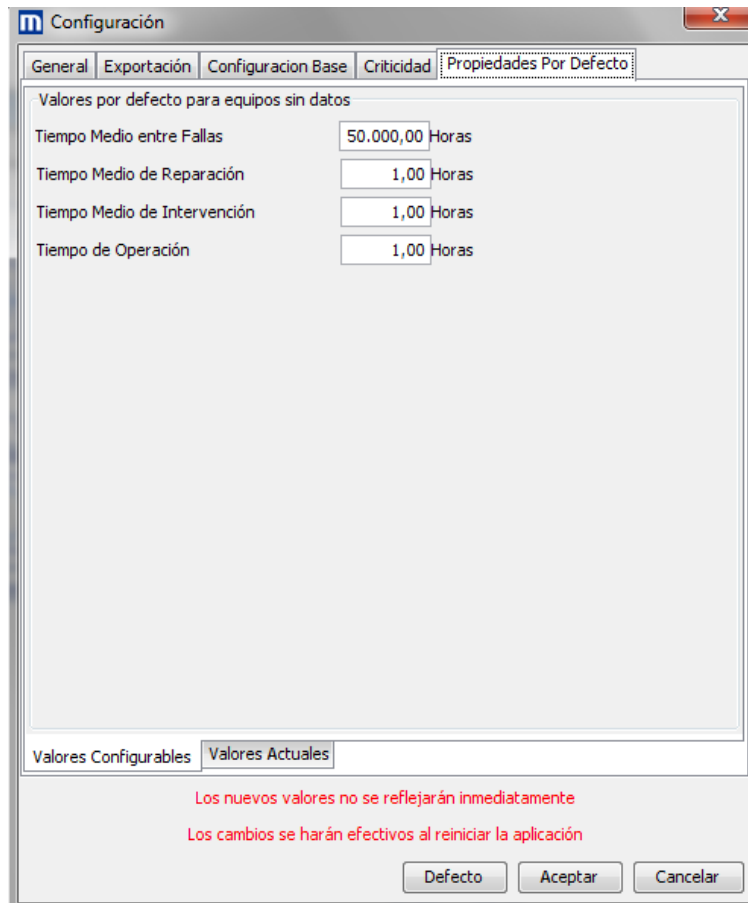 m Configuración
X
General Exportación Configuracion Base Criticidad Propiedades Por Defecto
Valores por defecto para equipos sin datos
Tiempo Medio entre Fallas 50.000,00 Horas
Tiempo Medio de Reparación 1,00 Horas
Tiempo Medio de Intervención 1,00 Horas
Tiempo de Operación 1,00 Horas
Valores Configurables Valores Actuales
Los nuevos valores no se reflejarán inmediatamente
Los cambios se harán efectivos al reiniciar la aplicación
Defecto Aceptar Cancelar